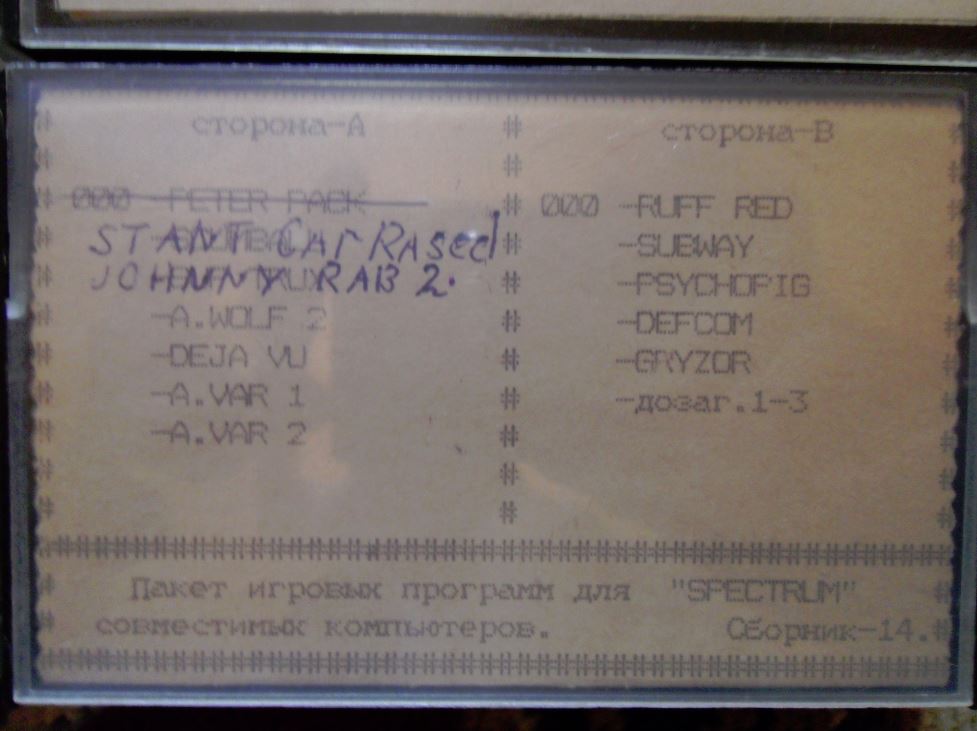 сторона-А
000 -PETER PACK
STANT Car Rased
JOHNNY RAB 2.
-A.WOLF 2
-DEJA VU
-A.VAR 1
-A.VAR 2
сторона-В
000 -RUFF RED
-SUBWAY
-PSYCHOPIG
-DEFCOM
-GRYZOR
-дозаг.1-3
Пакет игровых программ для "SPECTRUM"
совместимых компьютеров. Сборник-14.